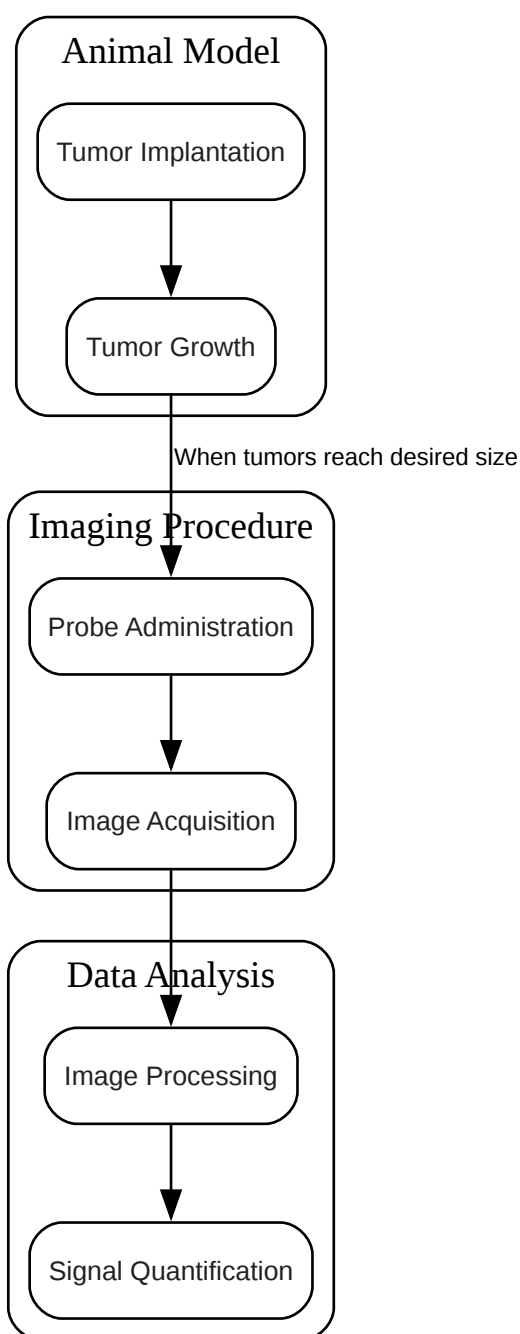 Animal Model
Tumor Implantation
Tumor Growth
When tumors reach desired size
Imaging Procedure
Probe Administration
Image Acquisition
Data Analysis
Image Processing
Signal Quantification